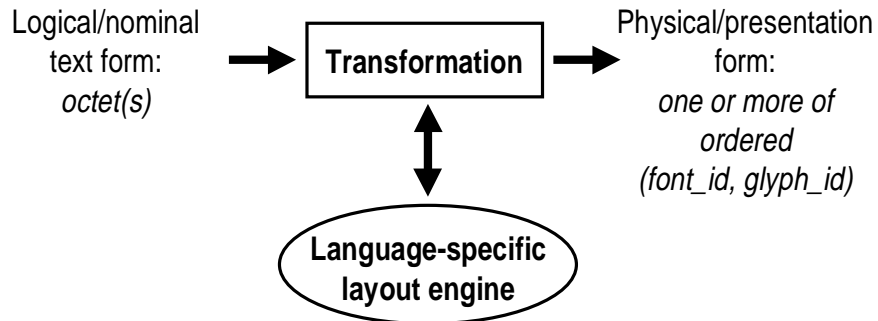 Logical/nominal
text form:
octet(s)
Transformation
Physical/presentation
form:
one or more of
ordered
(font_id, glyph_id)
Language-specific
layout engine